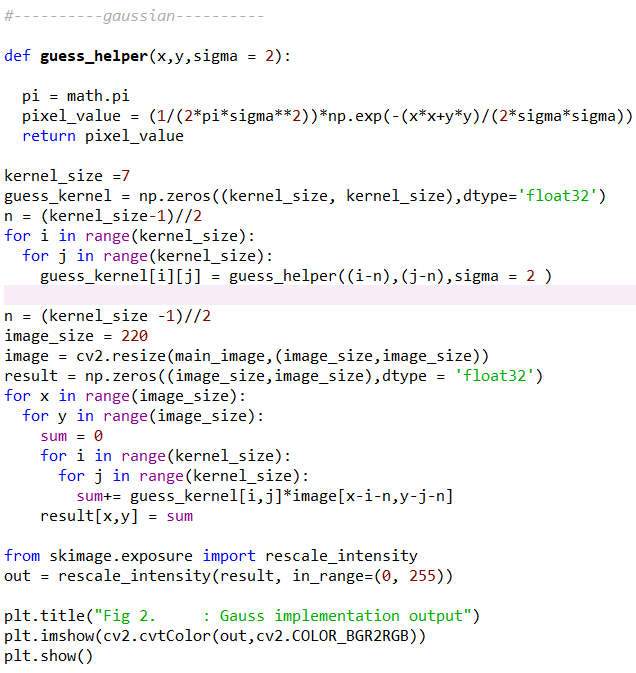 #----------gaussian----------
def guess_helper(x,y,sigma = 2):
  pi = math.pi
  pixel_value = (1/(2*pi*sigma**2))*np.exp(-(x*x+y*y)/(2*sigma*sigma))
  return pixel_value
kernel_size =7
guess_kernel = np.zeros((kernel_size, kernel_size),dtype='float32')
n = (kernel_size-1)//2
for i in range(kernel_size):
  for j in range(kernel_size):
    guess_kernel[i][j] = guess_helper((i-n),(j-n),sigma = 2 )
n = (kernel_size -1)//2
image_size = 220
image = cv2.resize(main_image,(image_size,image_size))
result = np.zeros((image_size,image_size),dtype = 'float32')
for x in range(image_size):
  for y in range(image_size):
    sum = 0
    for i in range(kernel_size):
      for j in range(kernel_size):
        sum+= guess_kernel[i,j]*image[x-i-n,y-j-n]
    result[x,y] = sum
from skimage.exposure import rescale_intensity
out = rescale_intensity(result, in_range=(0, 255))
plt.title("Fig 2.     : Gauss implementation output")
plt.imshow(cv2.cvtColor(out,cv2.COLOR_BGR2RGB))
plt.show()